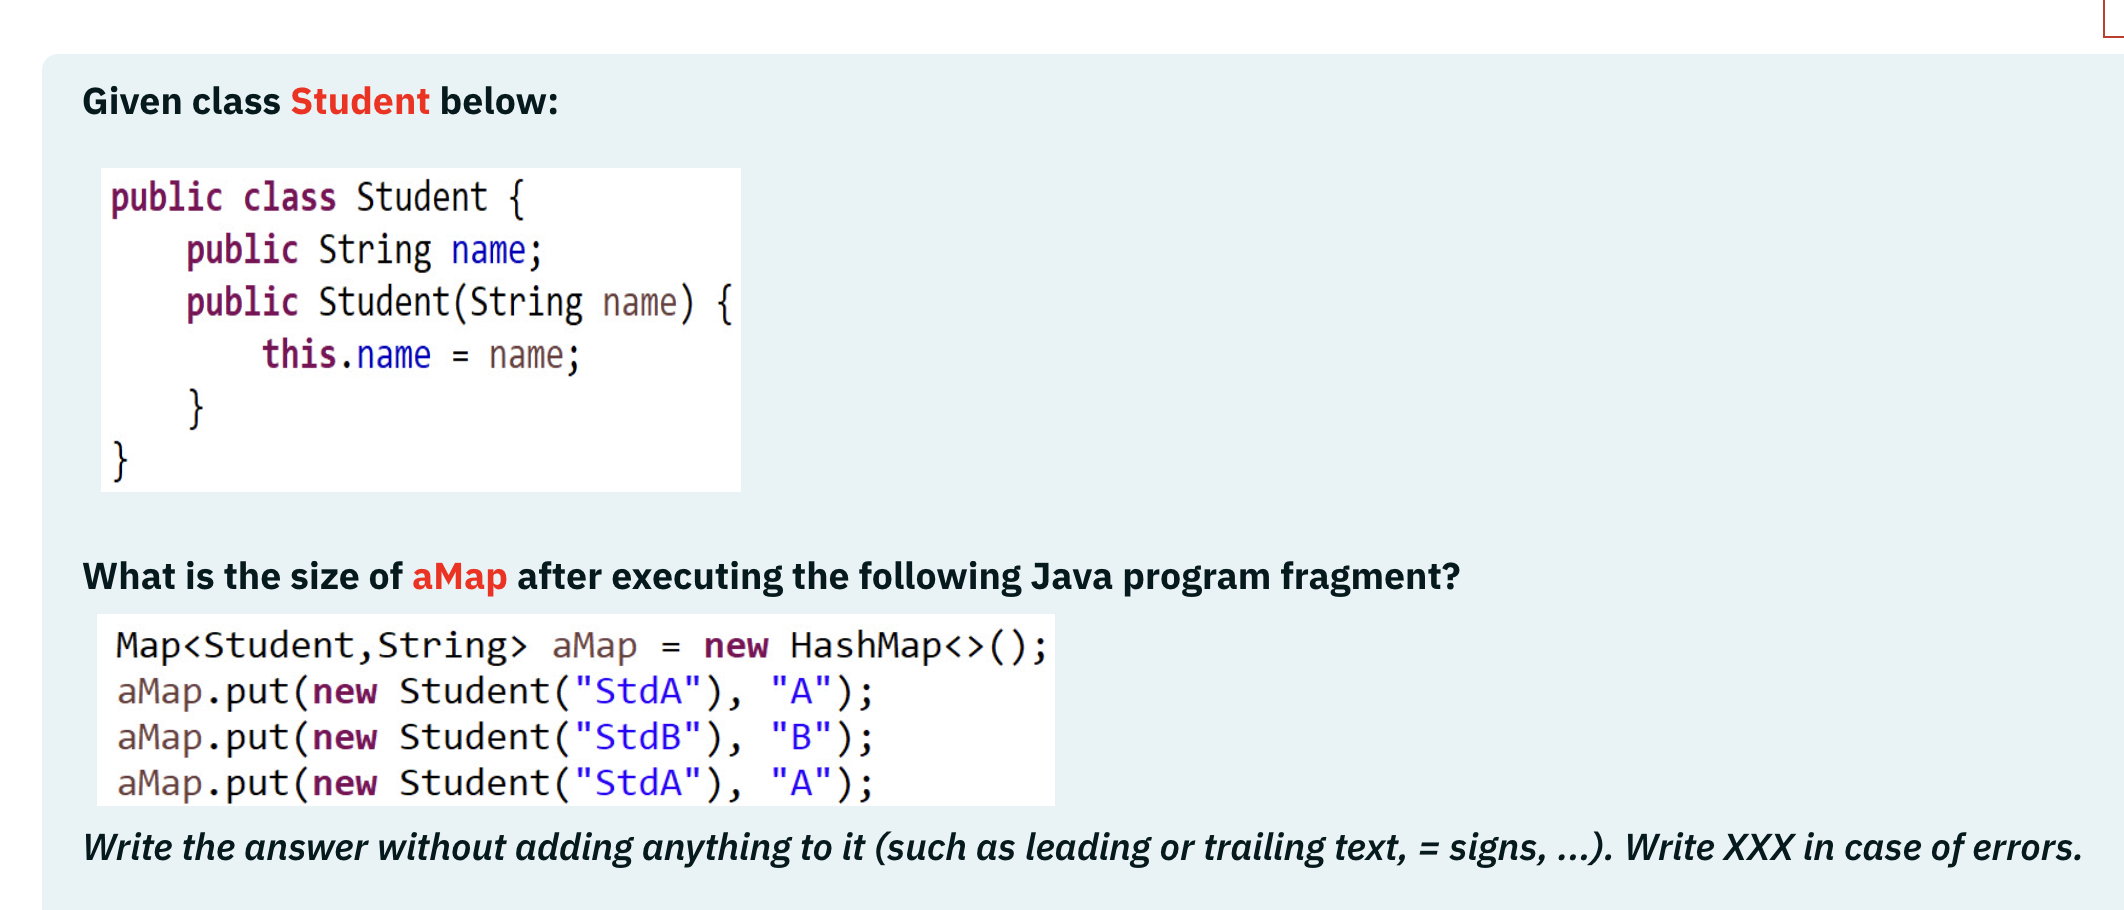 Given class Student below:
public class Student {
public String name;
public Student(String name) {
this.name = name;
}
}
What is the size of aMap after executing the following Java program fragment?
Map<Student,String> aMap = new HashMap<>();
aMap.put(new Student("StdA"), "A");
aMap.put(new Student("StdB"), "B");
aMap.put(new Student("StdA"), "A");
Write the answer without adding anything to it (such as leading or trailing text, = signs, ...). Write XXX in case of errors.